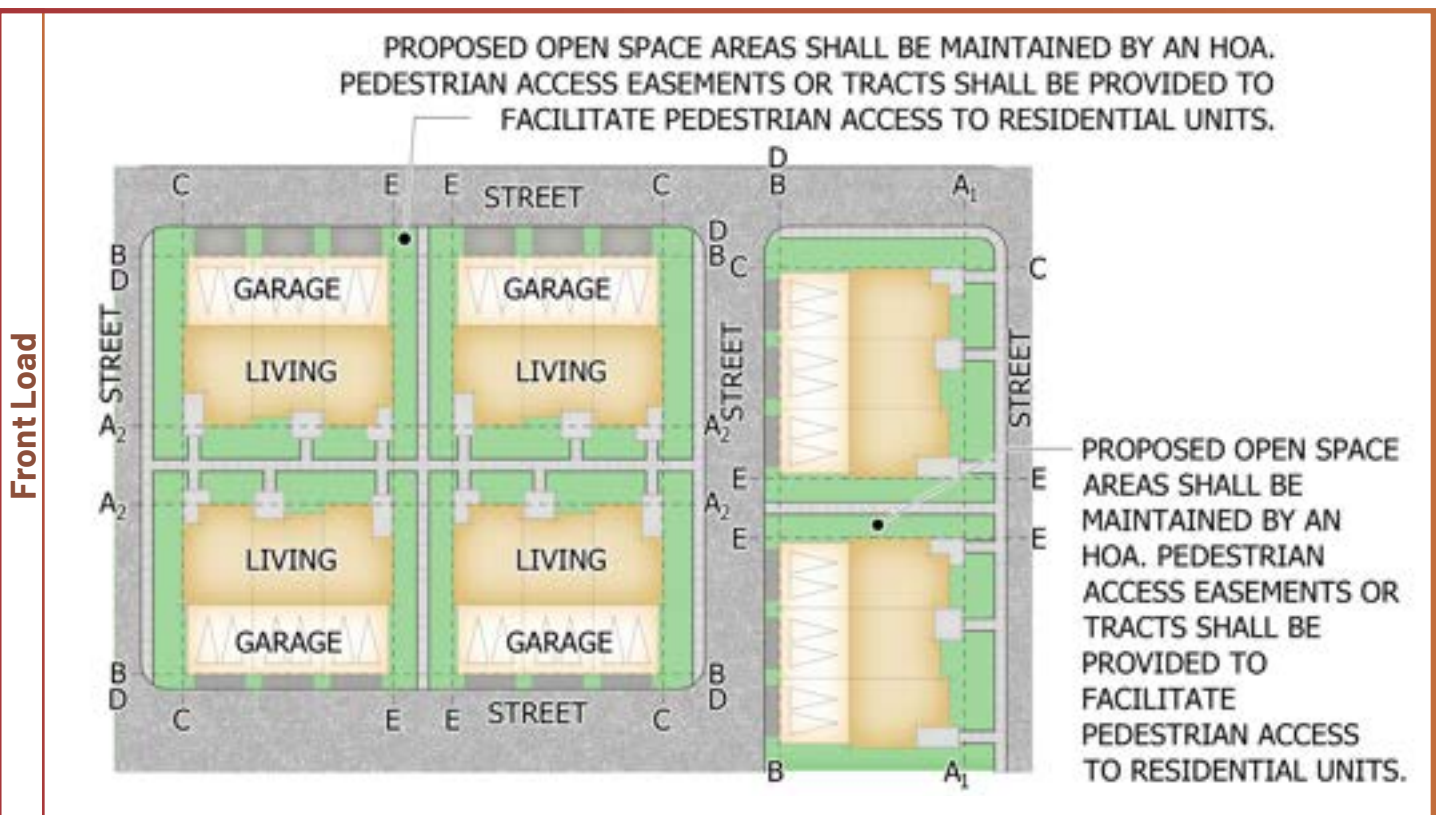 Front Load
PROPOSED OPEN SPACE AREAS SHALL BE MAINTAINED BY AN HOA.
PEDESTRIAN ACCESS EASEMENTS OR TRACTS SHALL BE PROVIDED TO
FACILITATE PEDESTRIAN ACCESS TO RESIDENTIAL UNITS.
D
C E E STREET C B A₁
B D
D B C C
GARAGE GARAGE
STREET STREET STREET
LIVING LIVING
A₂ A₂
E E
A₂ A₂
E E
LIVING LIVING
GARAGE GARAGE
B B
D D
C E E STREET C
B A₁
PROPOSED OPEN SPACE
AREAS SHALL BE
MAINTAINED BY AN
HOA. PEDESTRIAN
ACCESS EASEMENTS OR
TRACTS SHALL BE
PROVIDED TO
FACILITATE
PEDESTRIAN ACCESS
TO RESIDENTIAL UNITS.